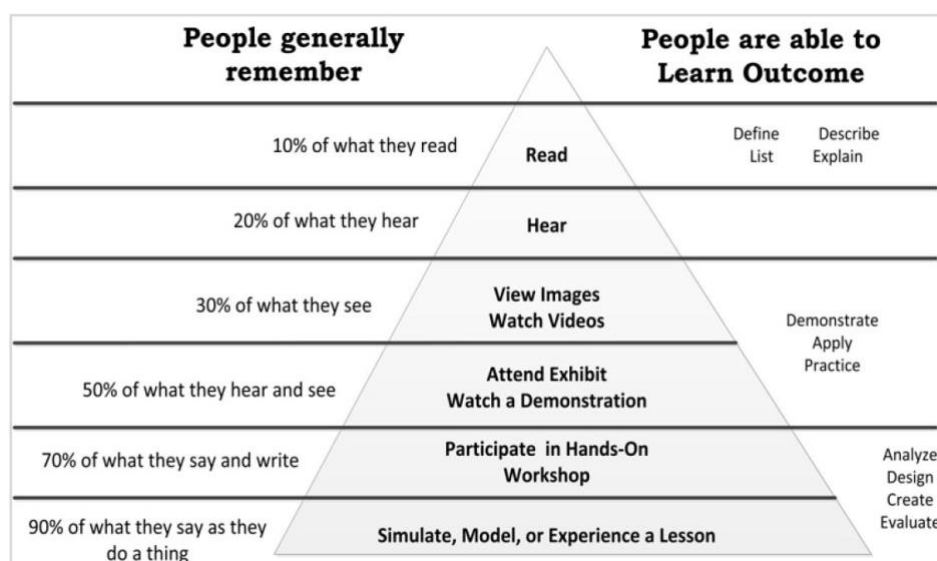 People generally
remember
People are able to
Learn Outcome
10% of what they read
Read
Define Describe
List Explain
20% of what they hear
Hear
30% of what they see
View Images
Watch Videos
Demonstrate
Apply
Practice
50% of what they hear and see
Attend Exhibit
Watch a Demonstration
70% of what they say and write
Participate in Hands-On
Workshop
Analyze
Design
Create
Evaluate
90% of what they say as they
do a thing
Simulate, Model, or Experience a Lesson